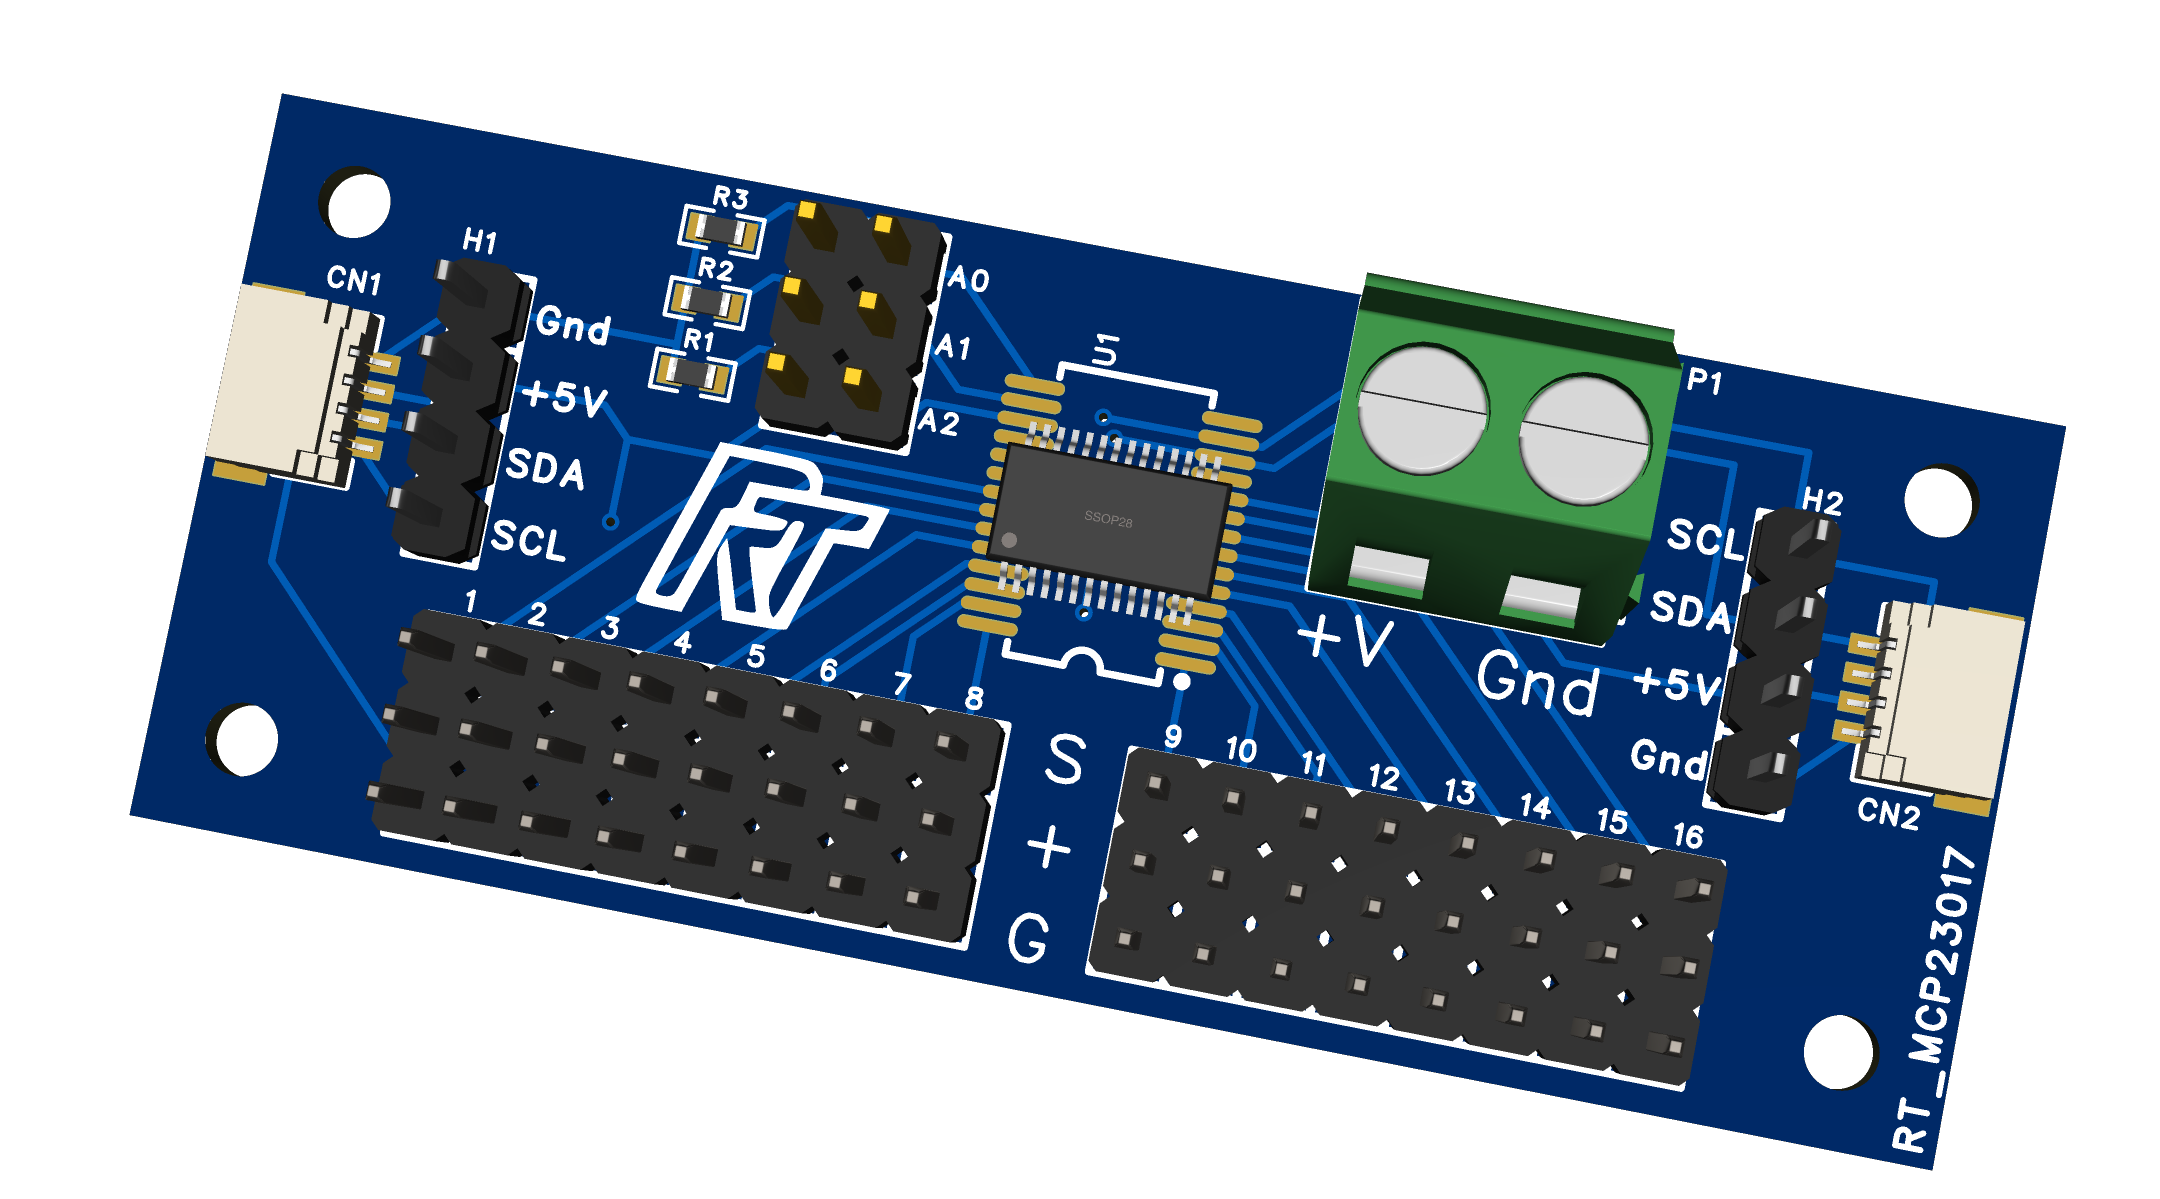 R3
H1
R2
CN1
A0
Gnd
R1
A1
U1
P1
+5V
A2
SDA
SCL
SSOP28
H2
SCL
SDA
+V
Gnd
+5V
Gnd
CN2
RT
1 2 3 4 5 6 7 8
S
+
G
9 10 11 12 13 14 15 16
RT_MCP23017